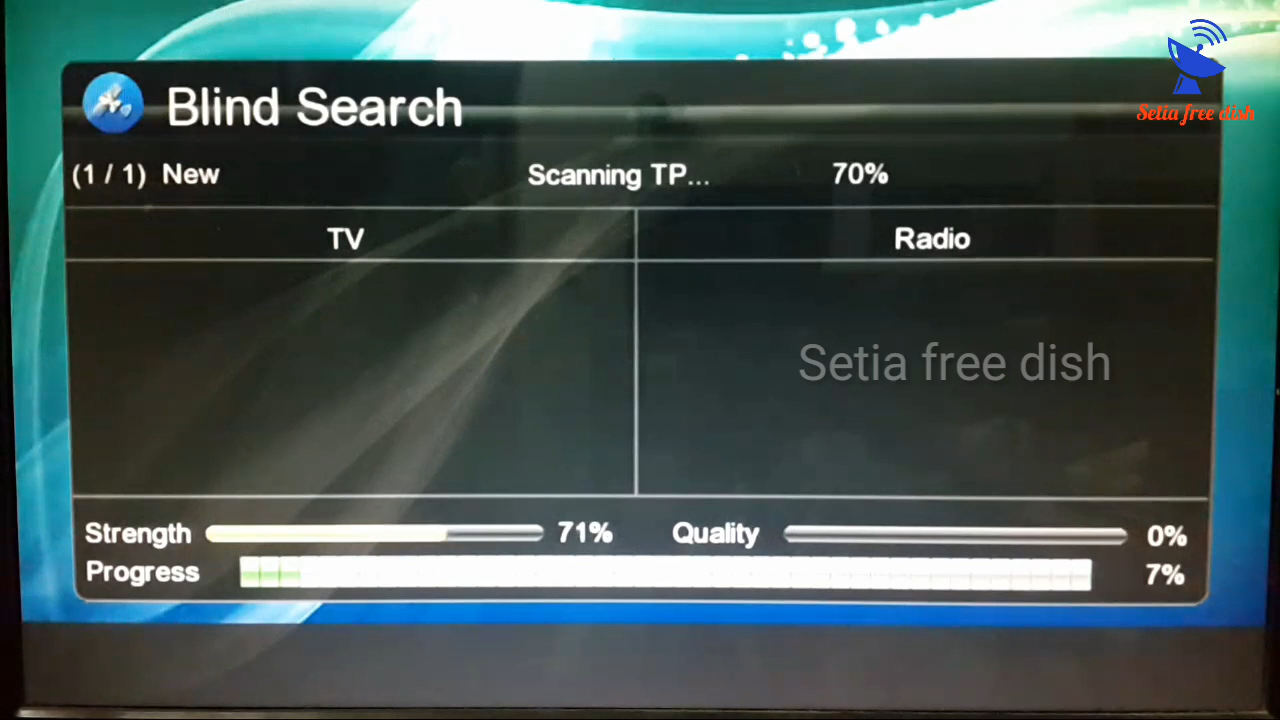 Blind Search
Setia free dish
(1 / 1) New Scanning TP... 70%
TV Radio
Setia free dish
Strength 71% Quality 0%
Progress 7%